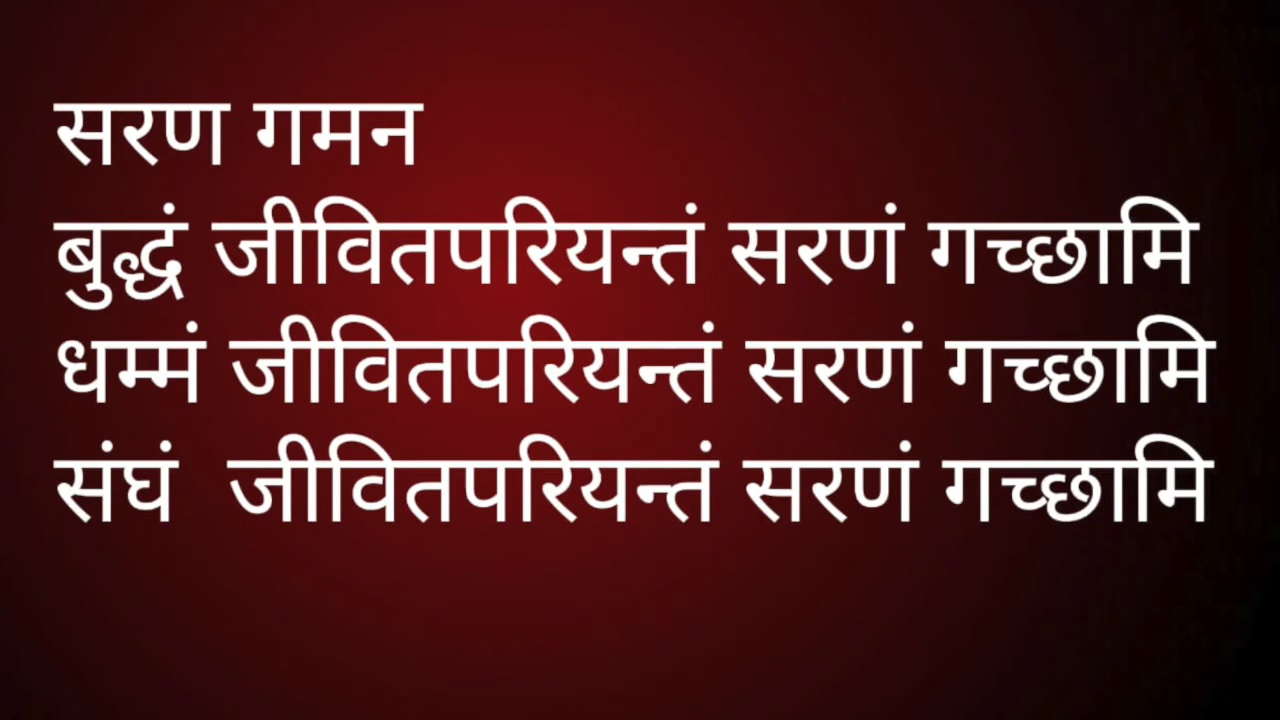 सरण गमन
बुद्धं जीवितपरियन्तं सरणं गच्छामि
धम्मं जीवितपरियन्तं सरणं गच्छामि
संघं जीवितपरियन्तं सरणं गच्छामि